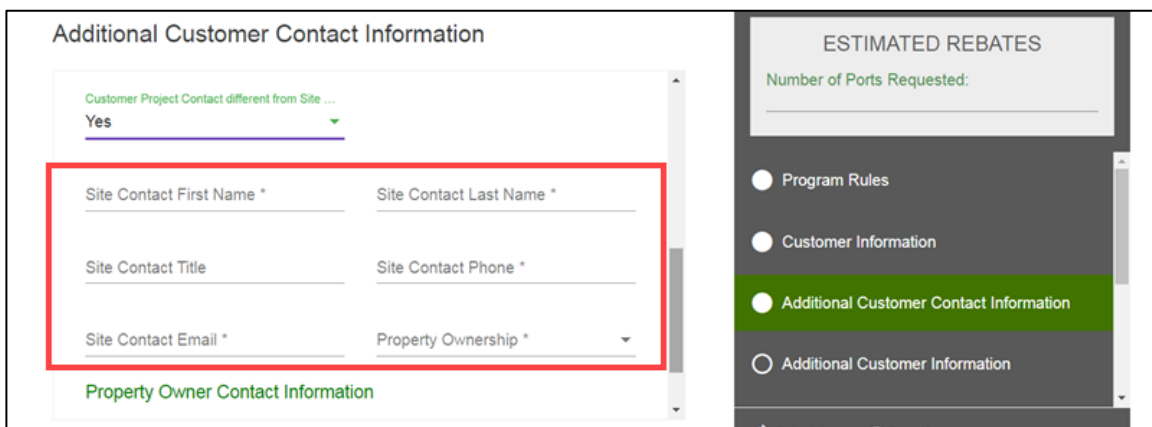 Additional Customer Contact Information
Customer Project Contact different from Site ...
Yes
Site Contact First Name *
Site Contact Last Name *
Site Contact Title
Site Contact Phone *
Site Contact Email *
Property Ownership *
Property Owner Contact Information
ESTIMATED REBATES
Number of Ports Requested:
Program Rules
Customer Information
Additional Customer Contact Information
Additional Customer Information